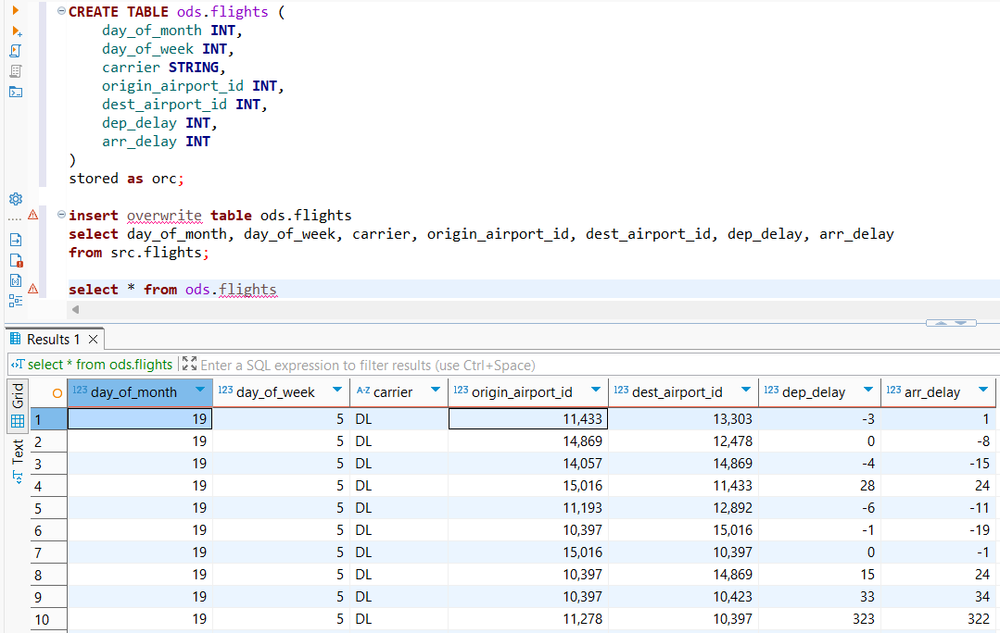 CREATE TABLE ods.flights (
day_of_month INT,
day_of_week INT,
carrier STRING,
origin_airport_id INT,
dest_airport_id INT,
dep_delay INT,
arr_delay INT
)
stored as orc;
insert overwrite table ods.flights
select day_of_month, day_of_week, carrier, origin_airport_id, dest_airport_id, dep_delay, arr_delay
from src.flights;
select * from ods.flights
Results 1
select * from ods.flights Enter a SQL expression to filter results (use Ctrl+Space)
Grid
Text
123 day_of_month 123 day_of_week A-Z carrier 123 origin_airport_id 123 dest_airport_id 123 dep_delay 123 arr_delay
1 19 5 DL 11,433 13,303 -3 1
2 19 5 DL 14,869 12,478 0 -8
3 19 5 DL 14,057 14,869 -4 -15
4 19 5 DL 15,016 11,433 28 24
5 19 5 DL 11,193 12,892 -6 -11
6 19 5 DL 10,397 15,016 -1 -19
7 19 5 DL 15,016 10,397 0 -1
8 19 5 DL 10,397 14,869 15 24
9 19 5 DL 10,397 10,423 33 34
10 19 5 DL 11,278 10,397 323 322